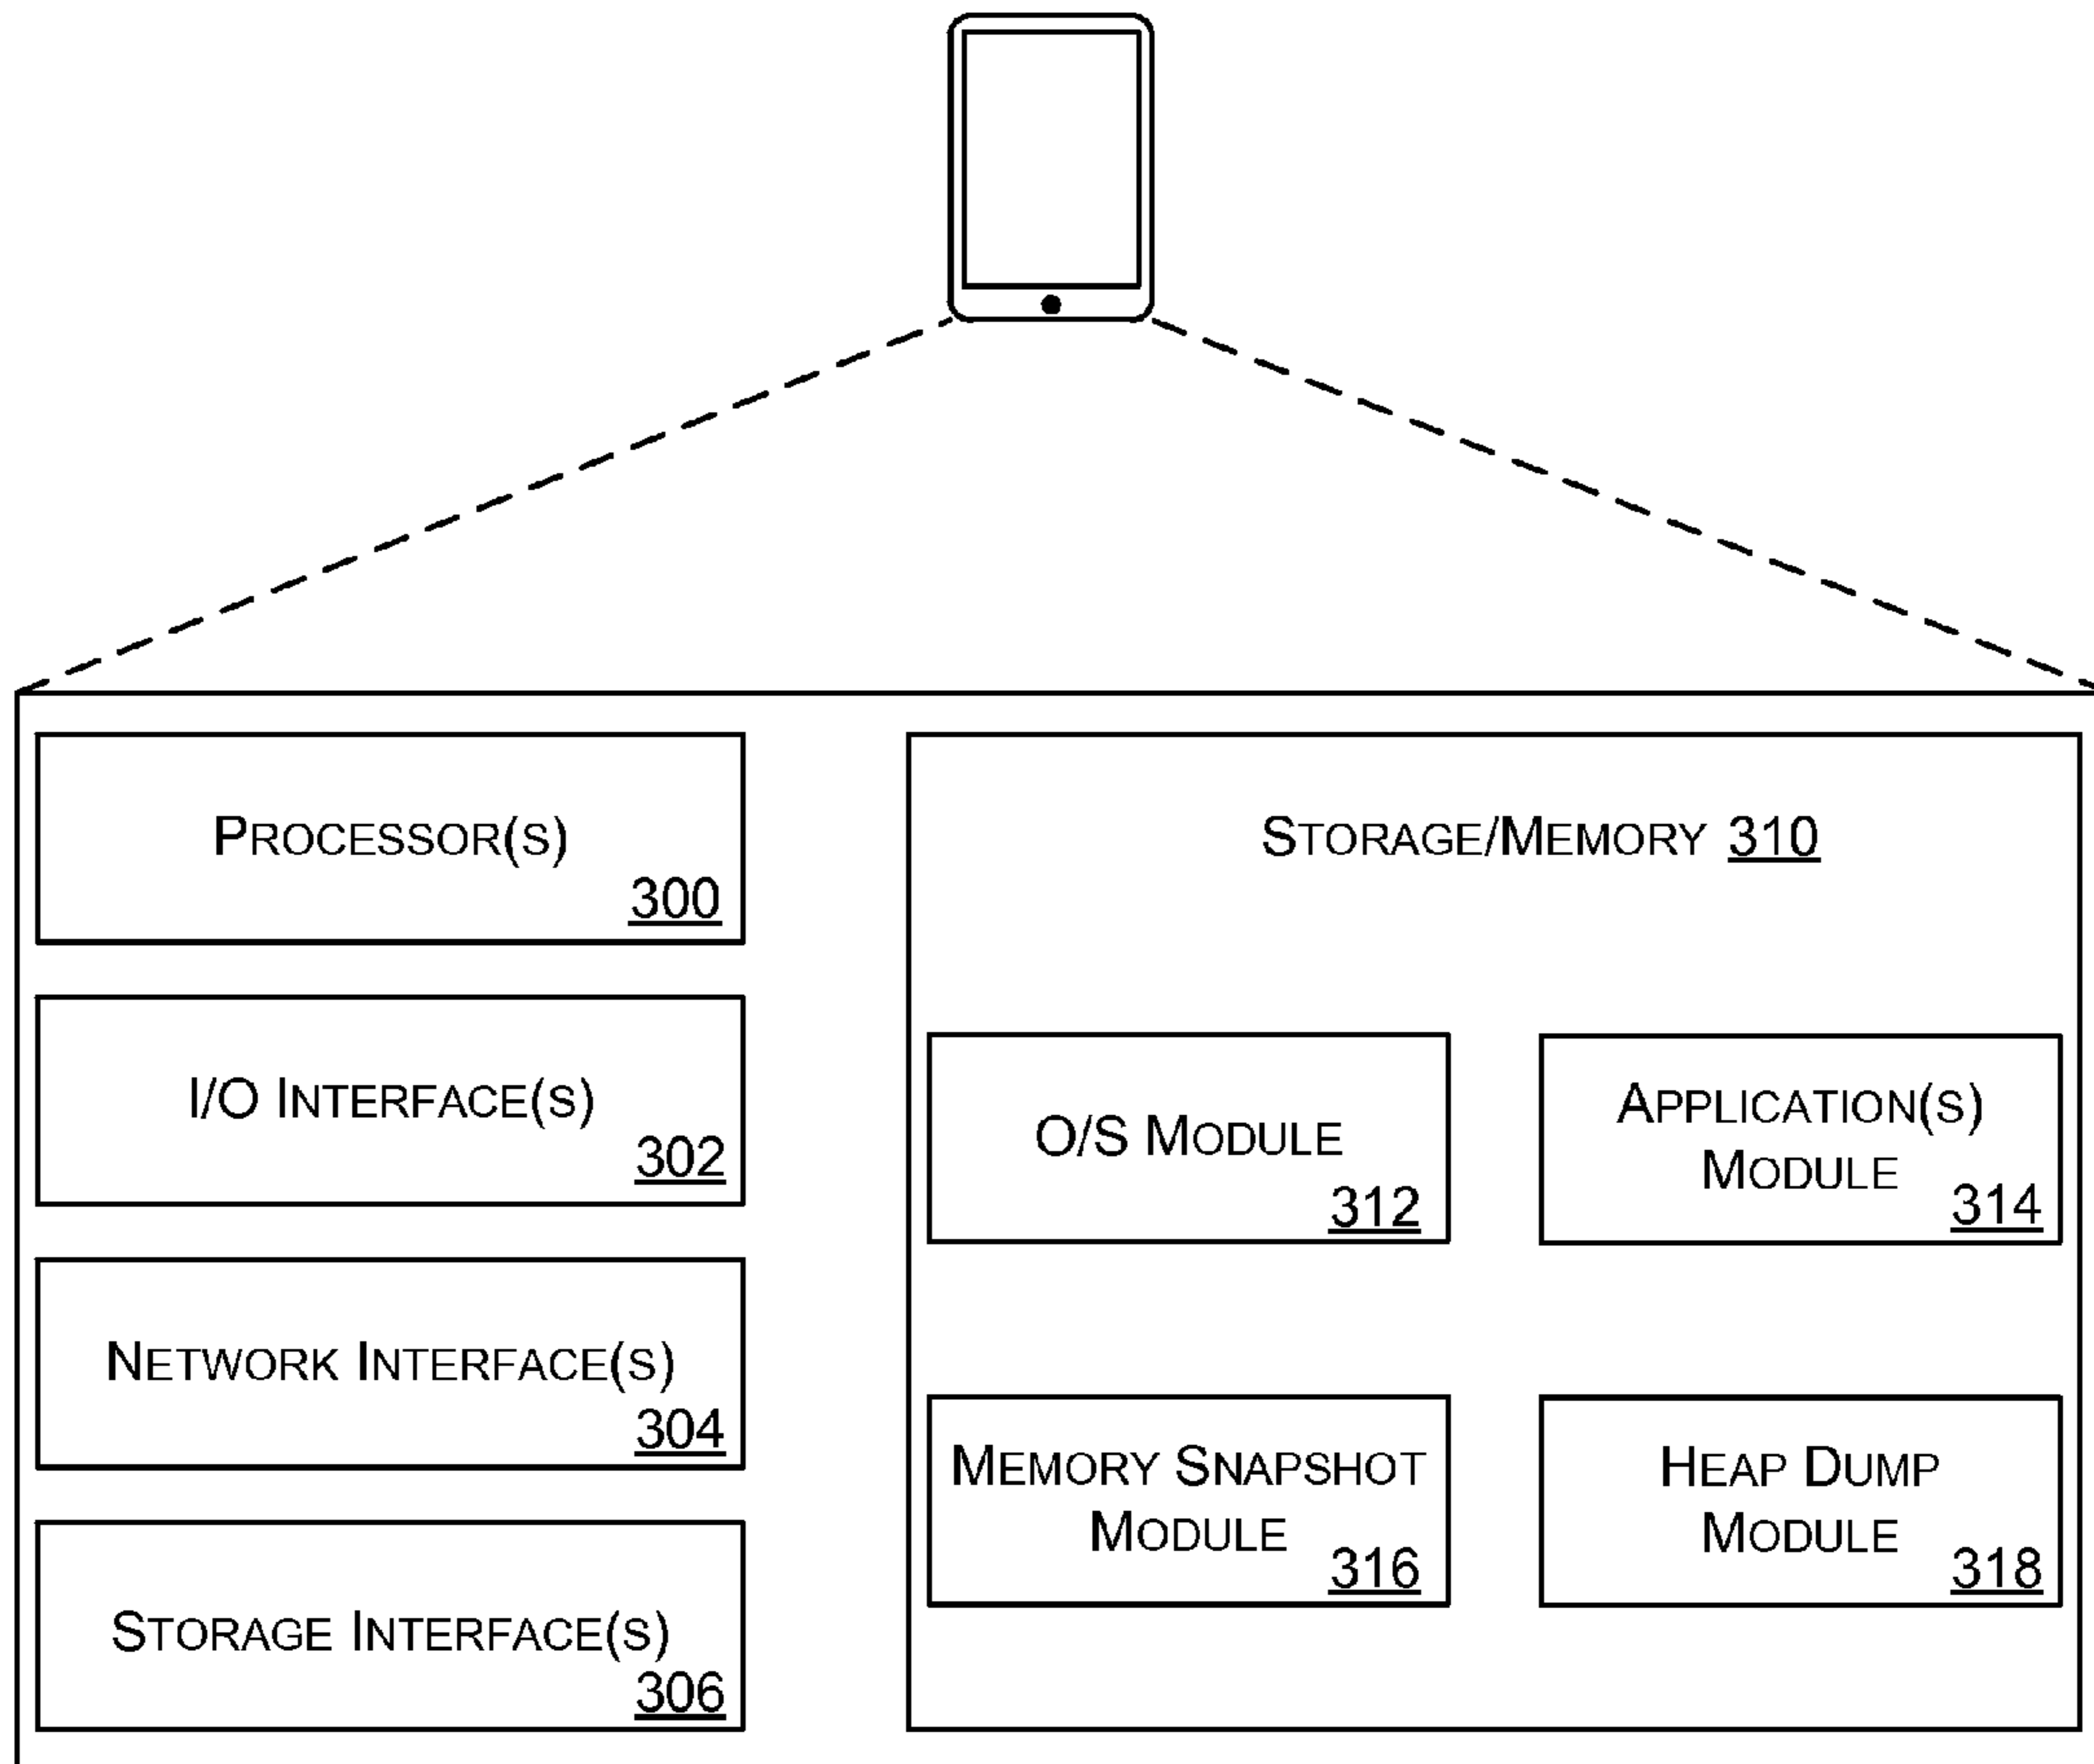 PROCESSOR(S)
300
I/O INTERFACE(S)
302
NETWORK INTERFACE(S)
304
STORAGE INTERFACE(S)
306
STORAGE/MEMORY 310
O/S MODULE
312
APPLICATION(S)
MODULE
314
MEMORY SNAPSHOT
MODULE
316
HEAP DUMP
MODULE
318